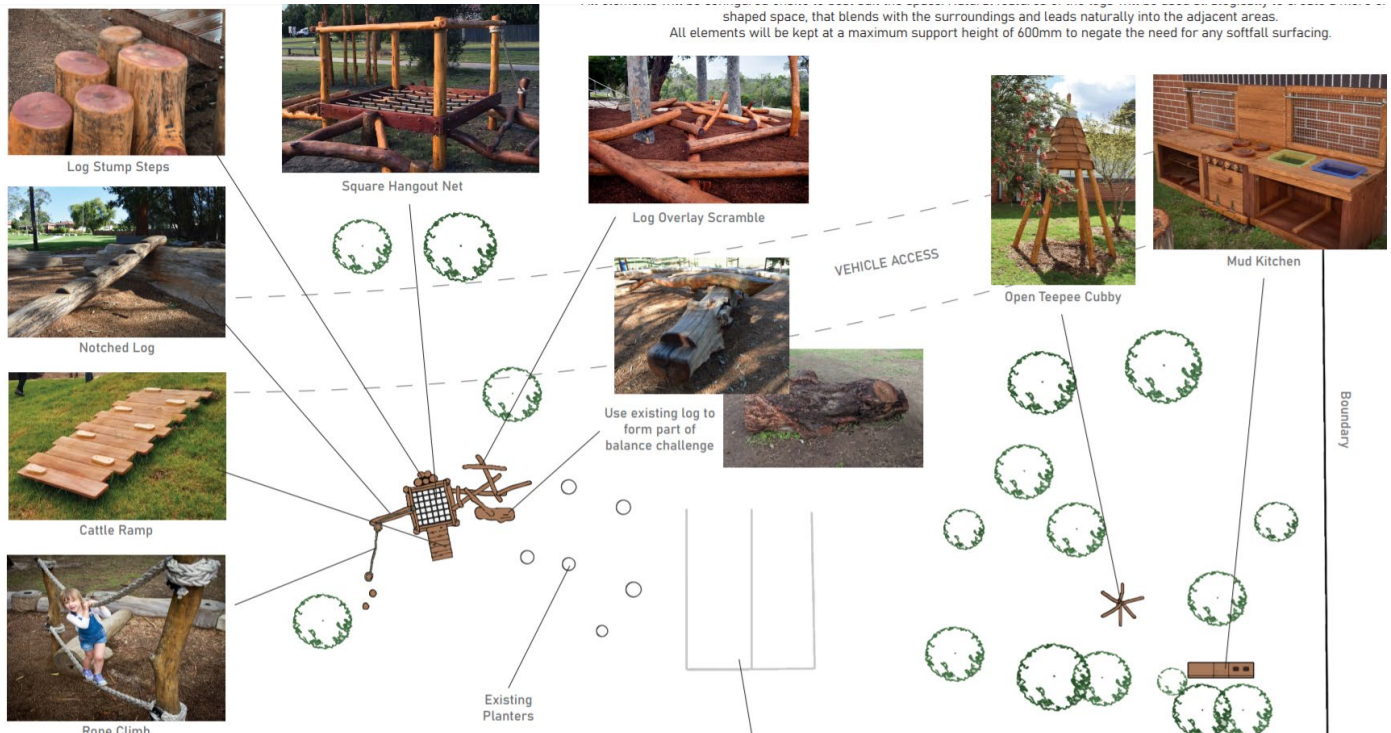 shaped space, that blends with the surroundings and leads naturally into the adjacent areas.
All elements will be kept at a maximum support height of 600mm to negate the need for any softfall surfacing.
Log Stump Steps
Square Hangout Net
Log Overlay Scramble
Mud Kitchen
Open Teepee Cubby
VEHICLE ACCESS
Notched Log
Use existing log to
form part of
balance challenge
Boundary
Cattle Ramp
Existing
Planters
Rope Climb